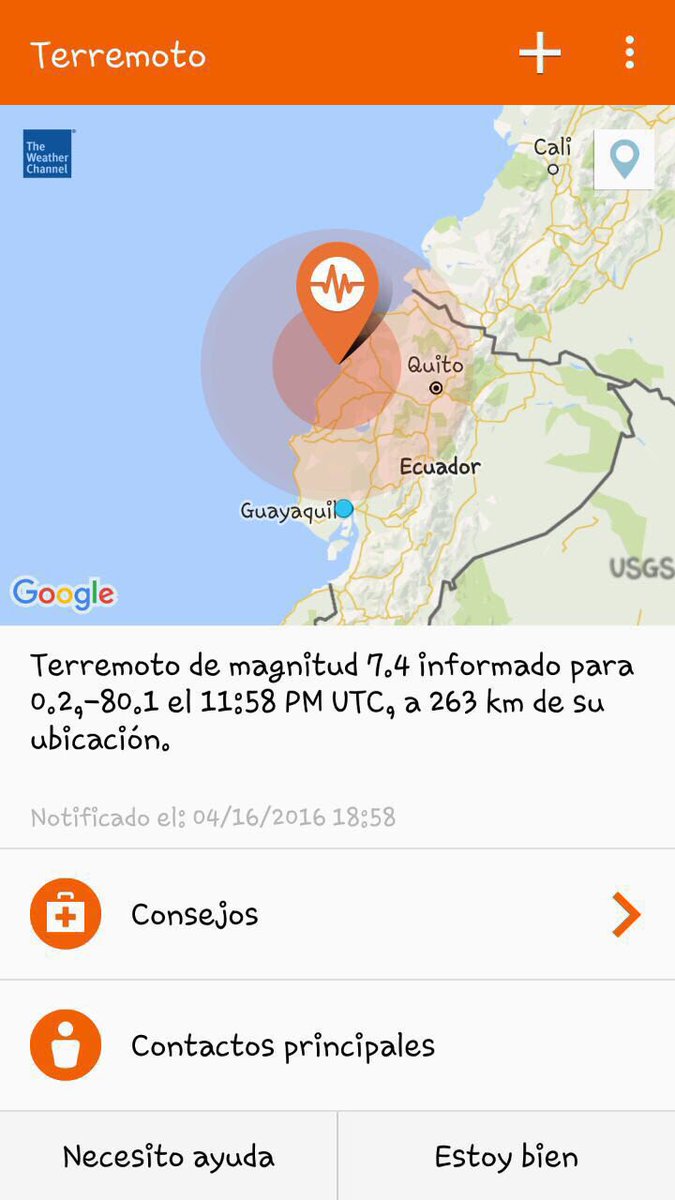 Terremoto
The
Weather
Channel
Cali
Quito
Ecuador
Guayaquil
USGS
Google
Terremoto de magnitud 7.4 informado para
0.2,-80.1 el 11:58 PM UTC, a 263 km de su
ubicación.
Notificado el: 04/16/2016 18:58
Consejos
Contactos principales
Necesito ayuda
Estoy bien